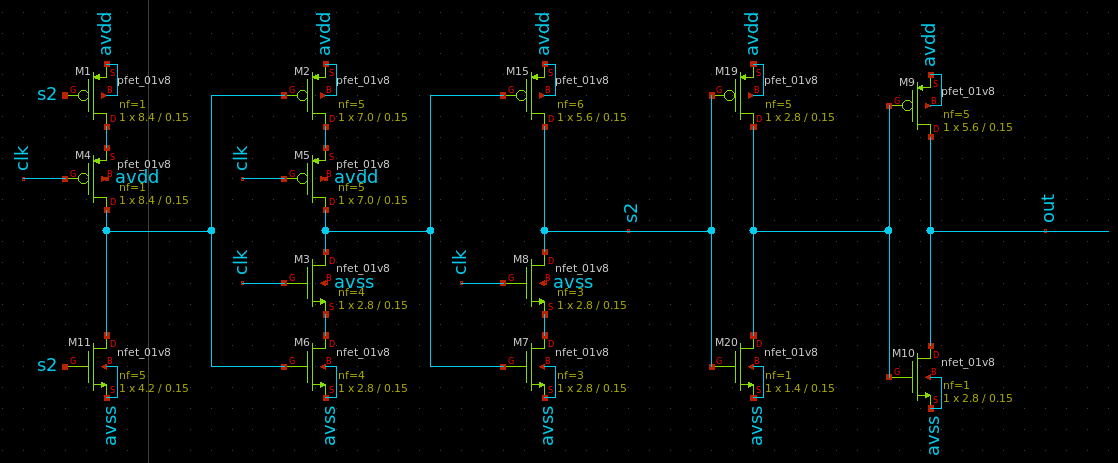 avdd
M1
S
pfet_01v8
s2
G
B
nf=1
D
1 x 8.4 / 0.15
clk
M4
S
pfet_01v8
G
B
avdd
nf=1
D
1 x 8.4 / 0.15
M11
D
nfet_01v8
s2
G
B
nf=5
S
1 x 4.2 / 0.15
avss
avdd
M2
S
pfet_01v8
G
B
nf=5
D
1 x 7.0 / 0.15
clk
M5
S
pfet_01v8
G
B
avdd
nf=5
D
1 x 7.0 / 0.15
clk
M3
D
nfet_01v8
G
B
avss
nf=4
S
1 x 2.8 / 0.15
M6
D
nfet_01v8
G
B
nf=4
S
1 x 2.8 / 0.15
avss
avdd
M15
S
pfet_01v8
G
B
nf=6
D
1 x 5.6 / 0.15
s2
clk
M8
D
nfet_01v8
G
B
avss
nf=3
S
1 x 2.8 / 0.15
M7
D
nfet_01v8
G
B
nf=3
S
1 x 2.8 / 0.15
avss
avdd
M19
S
pfet_01v8
G
B
nf=5
D
1 x 2.8 / 0.15
M20
D
nfet_01v8
G
B
nf=1
S
1 x 1.4 / 0.15
avss
avdd
M9
S
pfet_01v8
G
B
nf=5
D
1 x 5.6 / 0.15
out
M10
D
nfet_01v8
G
B
nf=1
S
1 x 2.8 / 0.15
avss